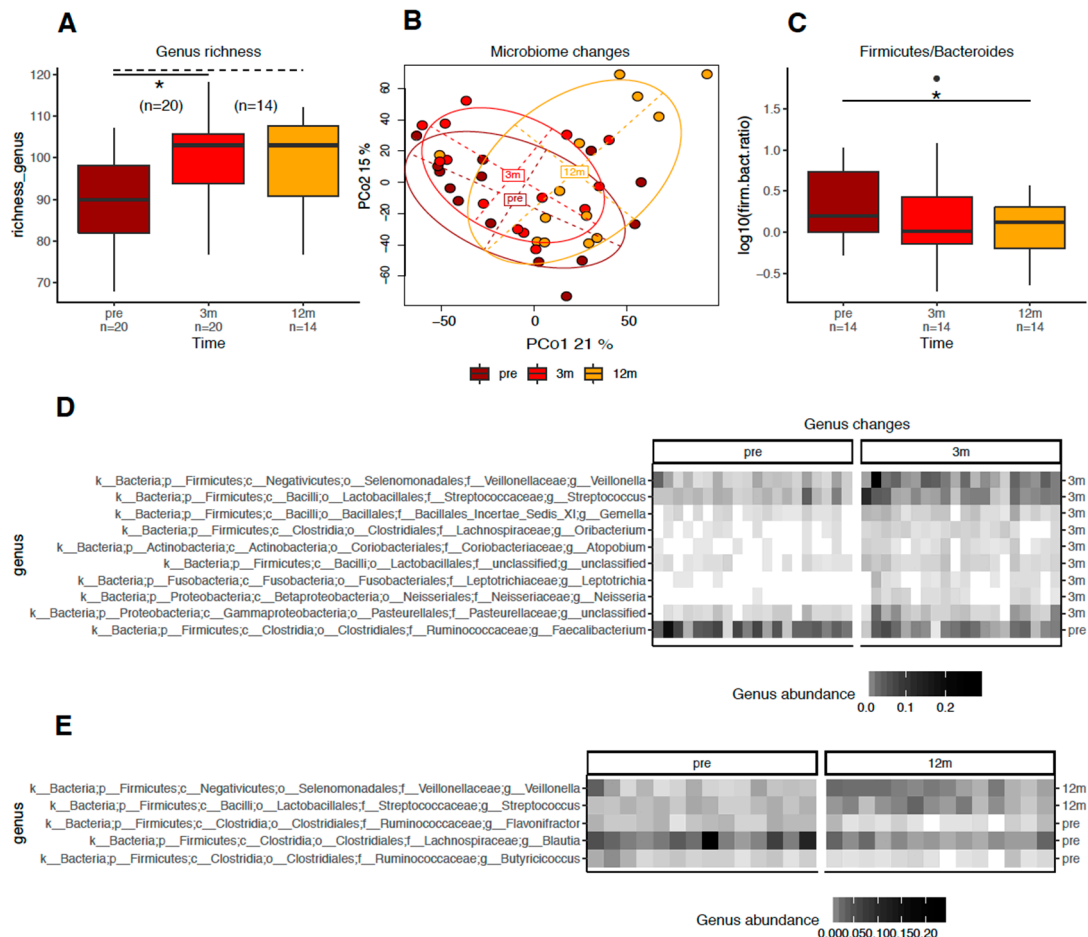 A
Genus richness
richness_genus
120
110
100
90
80
70
*
(n=20)
(n=14)
pre
n=20
3m
n=20
12m
n=14
Time
B
Microbiome changes
PCo2 15 %
60
40
20
0
-20
-40
-60
3m
12m
pre
-50
0
50
PCo1 21 %
pre
3m
12m
C
Firmicutes/Bacteroides
log10(firm.bact.ratio)
1.5
1.0
0.5
0.0
-0.5
*
pre
n=14
3m
n=14
12m
n=14
Time
D
Genus changes
pre
3m
genus
k__Bacteria;p__Firmicutes;c__Negativicutes;o__Selenomonadales;f__Veillonellaceae;g__Veillonella 3m
k__Bacteria;p__Firmicutes;c__Bacilli;o__Lactobacillales;f__Streptococcaceae;g__Streptococcus 3m
k__Bacteria;p__Firmicutes;c__Bacilli;o__Bacillales;f__Bacillales_Incertae_Sedis_XI;g__Gemella 3m
k__Bacteria;p__Firmicutes;c__Clostridia;o__Clostridiales;f__Lachnospiraceae;g__Oribacterium 3m
k__Bacteria;p__Actinobacteria;c__Actinobacteria;o__Coriobacteriales;f__Coriobacteriaceae;g__Atopobium 3m
k__Bacteria;p__Firmicutes;c__Bacilli;o__Lactobacillales;f__unclassified;g__unclassified 3m
k__Bacteria;p__Fusobacteria;c__Fusobacteria;o__Fusobacteriales;f__Leptotrichiaceae;g__Leptotrichia 3m
k__Bacteria;p__Proteobacteria;c__Betaproteobacteria;o__Neisseriales;f__Neisseriaceae;g__Neisseria 3m
k__Bacteria;p__Proteobacteria;c__Gammaproteobacteria;o__Pasteurellales;f__Pasteurellaceae;g__unclassified 3m
k__Bacteria;p__Firmicutes;c__Clostridia;o__Clostridiales;f__Ruminococcaceae;g__Faecalibacterium pre
Genus abundance
0.0 0.1 0.2
E
pre
12m
genus
k__Bacteria;p__Firmicutes;c__Negativicutes;o__Selenomonadales;f__Veillonellaceae;g__Veillonella 12m
k__Bacteria;p__Firmicutes;c__Bacilli;o__Lactobacillales;f__Streptococcaceae;g__Streptococcus 12m
k__Bacteria;p__Firmicutes;c__Clostridia;o__Clostridiales;f__Ruminococcaceae;g__Flavonifractor pre
k__Bacteria;p__Firmicutes;c__Clostridia;o__Clostridiales;f__Lachnospiraceae;g__Blautia pre
k__Bacteria;p__Firmicutes;c__Clostridia;o__Clostridiales;f__Ruminococcaceae;g__Butyricicoccus pre
Genus abundance
0.000.050.100.150.20